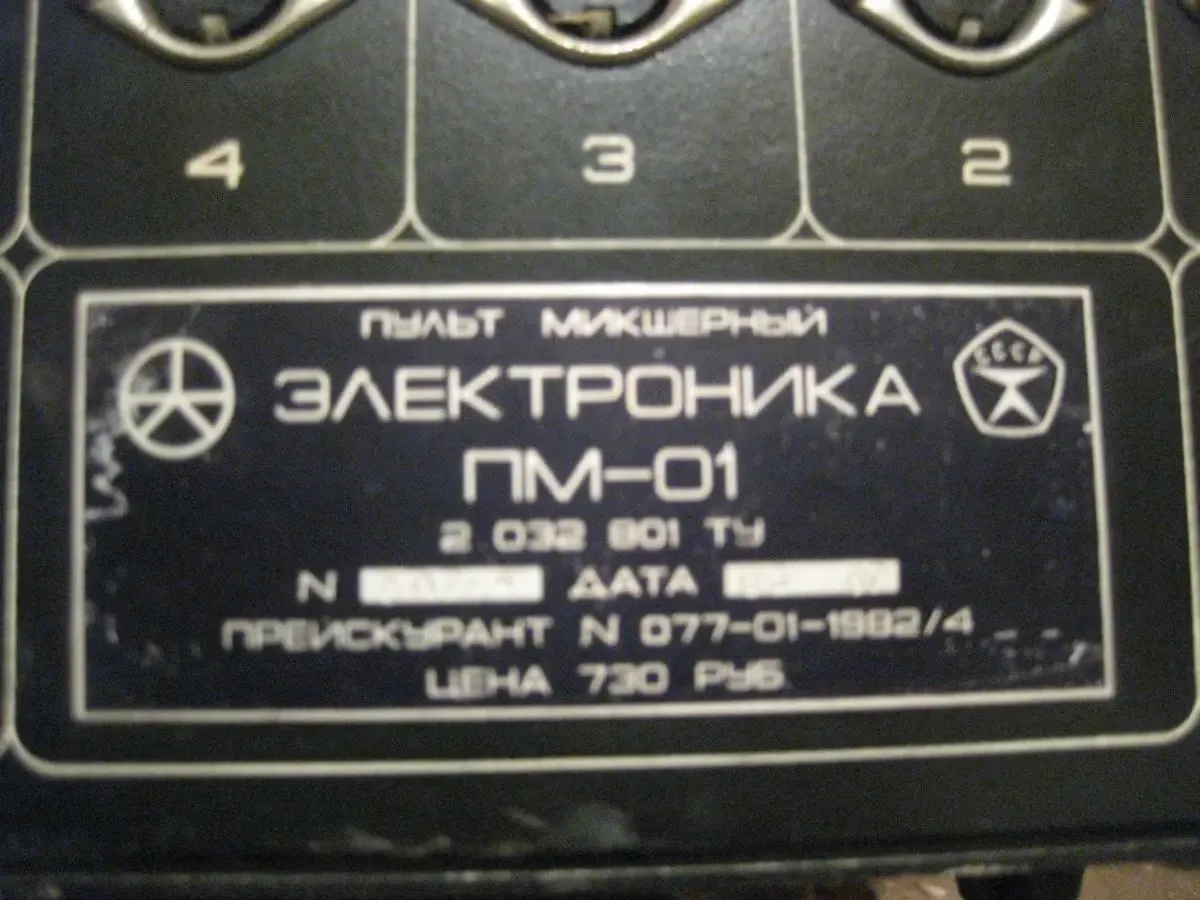 4 3 2
ПУЛЬТ МИКШЕРНЫЙ
ЭЛЕКТРОНИКА
СССР
ПМ-01
2 032 801 ТУ
N ДАТА
ПРЕЙСКУРАНТ N 077-01-1982/4
ЦЕНА 730 РУБ